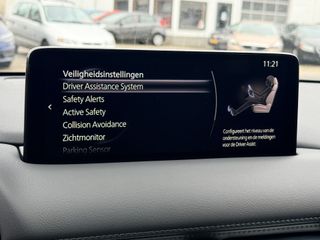 11:21
Veiligheidsinstellingen
Driver Assistance System
Safety Alerts
Active Safety
Collision Avoidance
Zichtmonitor
Parking Sensor
Configureert het niveau van de
ondersteuning en de meldingen
voor de Driver Assist.